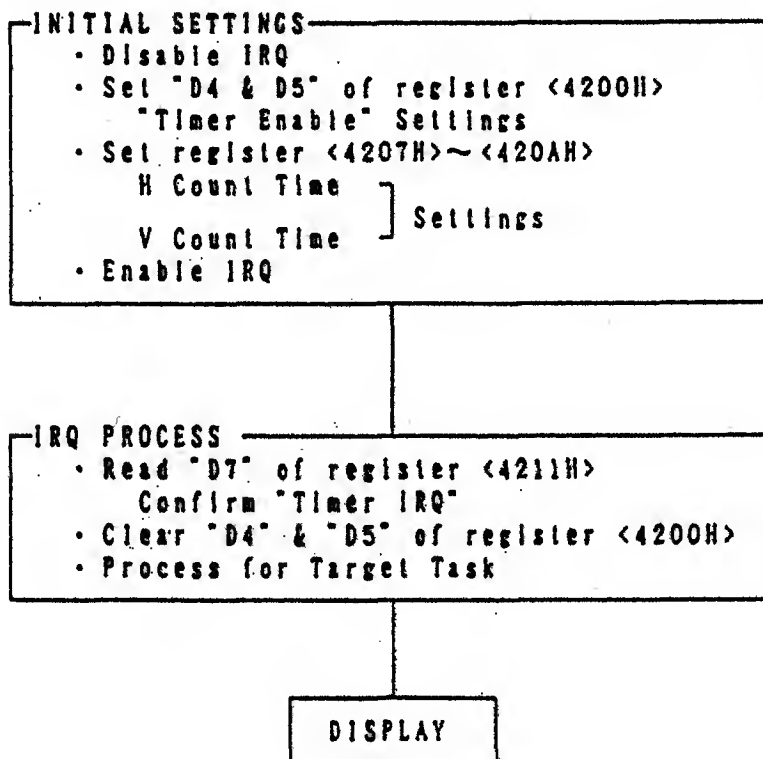 INITIAL SETTINGS
· Disable IRQ
· Set "D4 & D5" of register <4200H>
"Timer Enable" Settings
· Set register <4207H>~<420AH>
H Count Time
Settings
V Count Time
· Enable IRQ
IRQ PROCESS
· Read "D7" of register <4211H>
Confirm "Timer IRQ"
· Clear "D4" & "D5" of register <4200H>
· Process for Target Task
DISPLAY